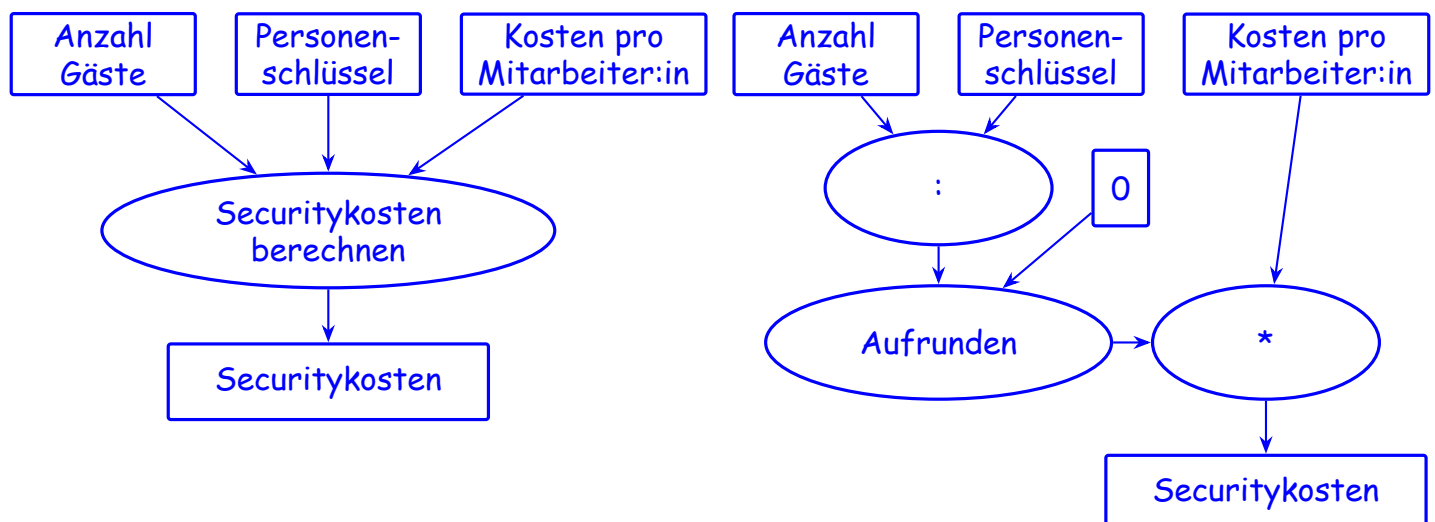 Anzahl
Gäste
Personen-
schlüssel
Kosten pro
Mitarbeiter:in
Securitykosten
berechnen
Securitykosten
Anzahl
Gäste
Personen-
schlüssel
Kosten pro
Mitarbeiter:in
:
0
Aufrunden
*
Securitykosten